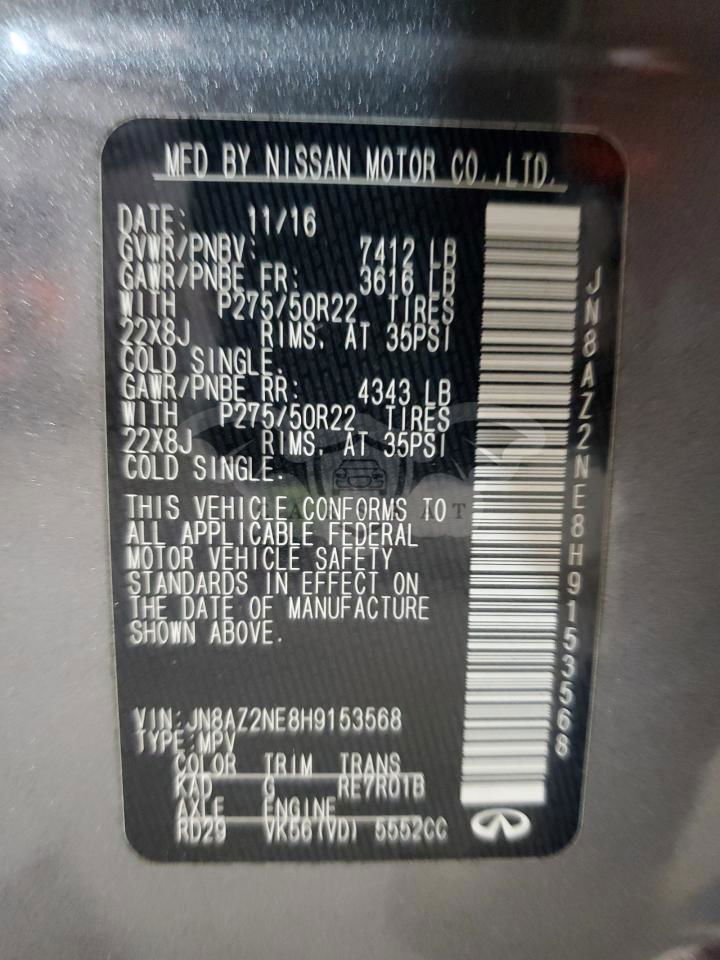 MFD BY NISSAN MOTOR CO.,LTD.
DATE: 11/16
GVWR/PNBV: 7412 LB
GAWR/PNBE FR: 3616 LB
WITH P275/50R22 TIRES
22X8J RIMS. AT 35PSI
COLD SINGLE.
GAWR/PNBE RR: 4343 LB
WITH P275/50R22 TIRES
22X8J RIMS. AT 35PSI
COLD SINGLE.
THIS VEHICLE CONFORMS TO
ALL APPLICABLE FEDERAL
MOTOR VEHICLE SAFETY
STANDARDS IN EFFECT ON
THE DATE OF MANUFACTURE
SHOWN ABOVE.
VIN:JN8AZ2NE8H9153568
TYPE:MPV
COLOR TRIM TRANS
KAD G RE7R01B
AXLE ENGINE
RD29 VK56(VD) 5552CC
JN8AZ2NE8H9153568